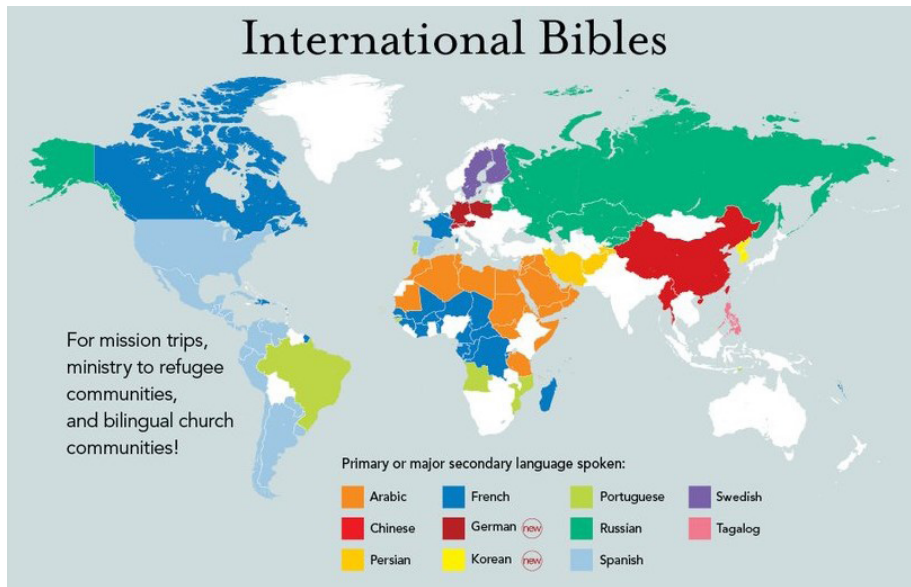 International Bibles
For mission trips,
ministry to refugee
communities,
and bilingual church
communities!
Primary or major secondary language spoken:
Arabic
French
Portuguese
Swedish
Chinese
German new
Russian
Tagalog
Persian
Korean new
Spanish